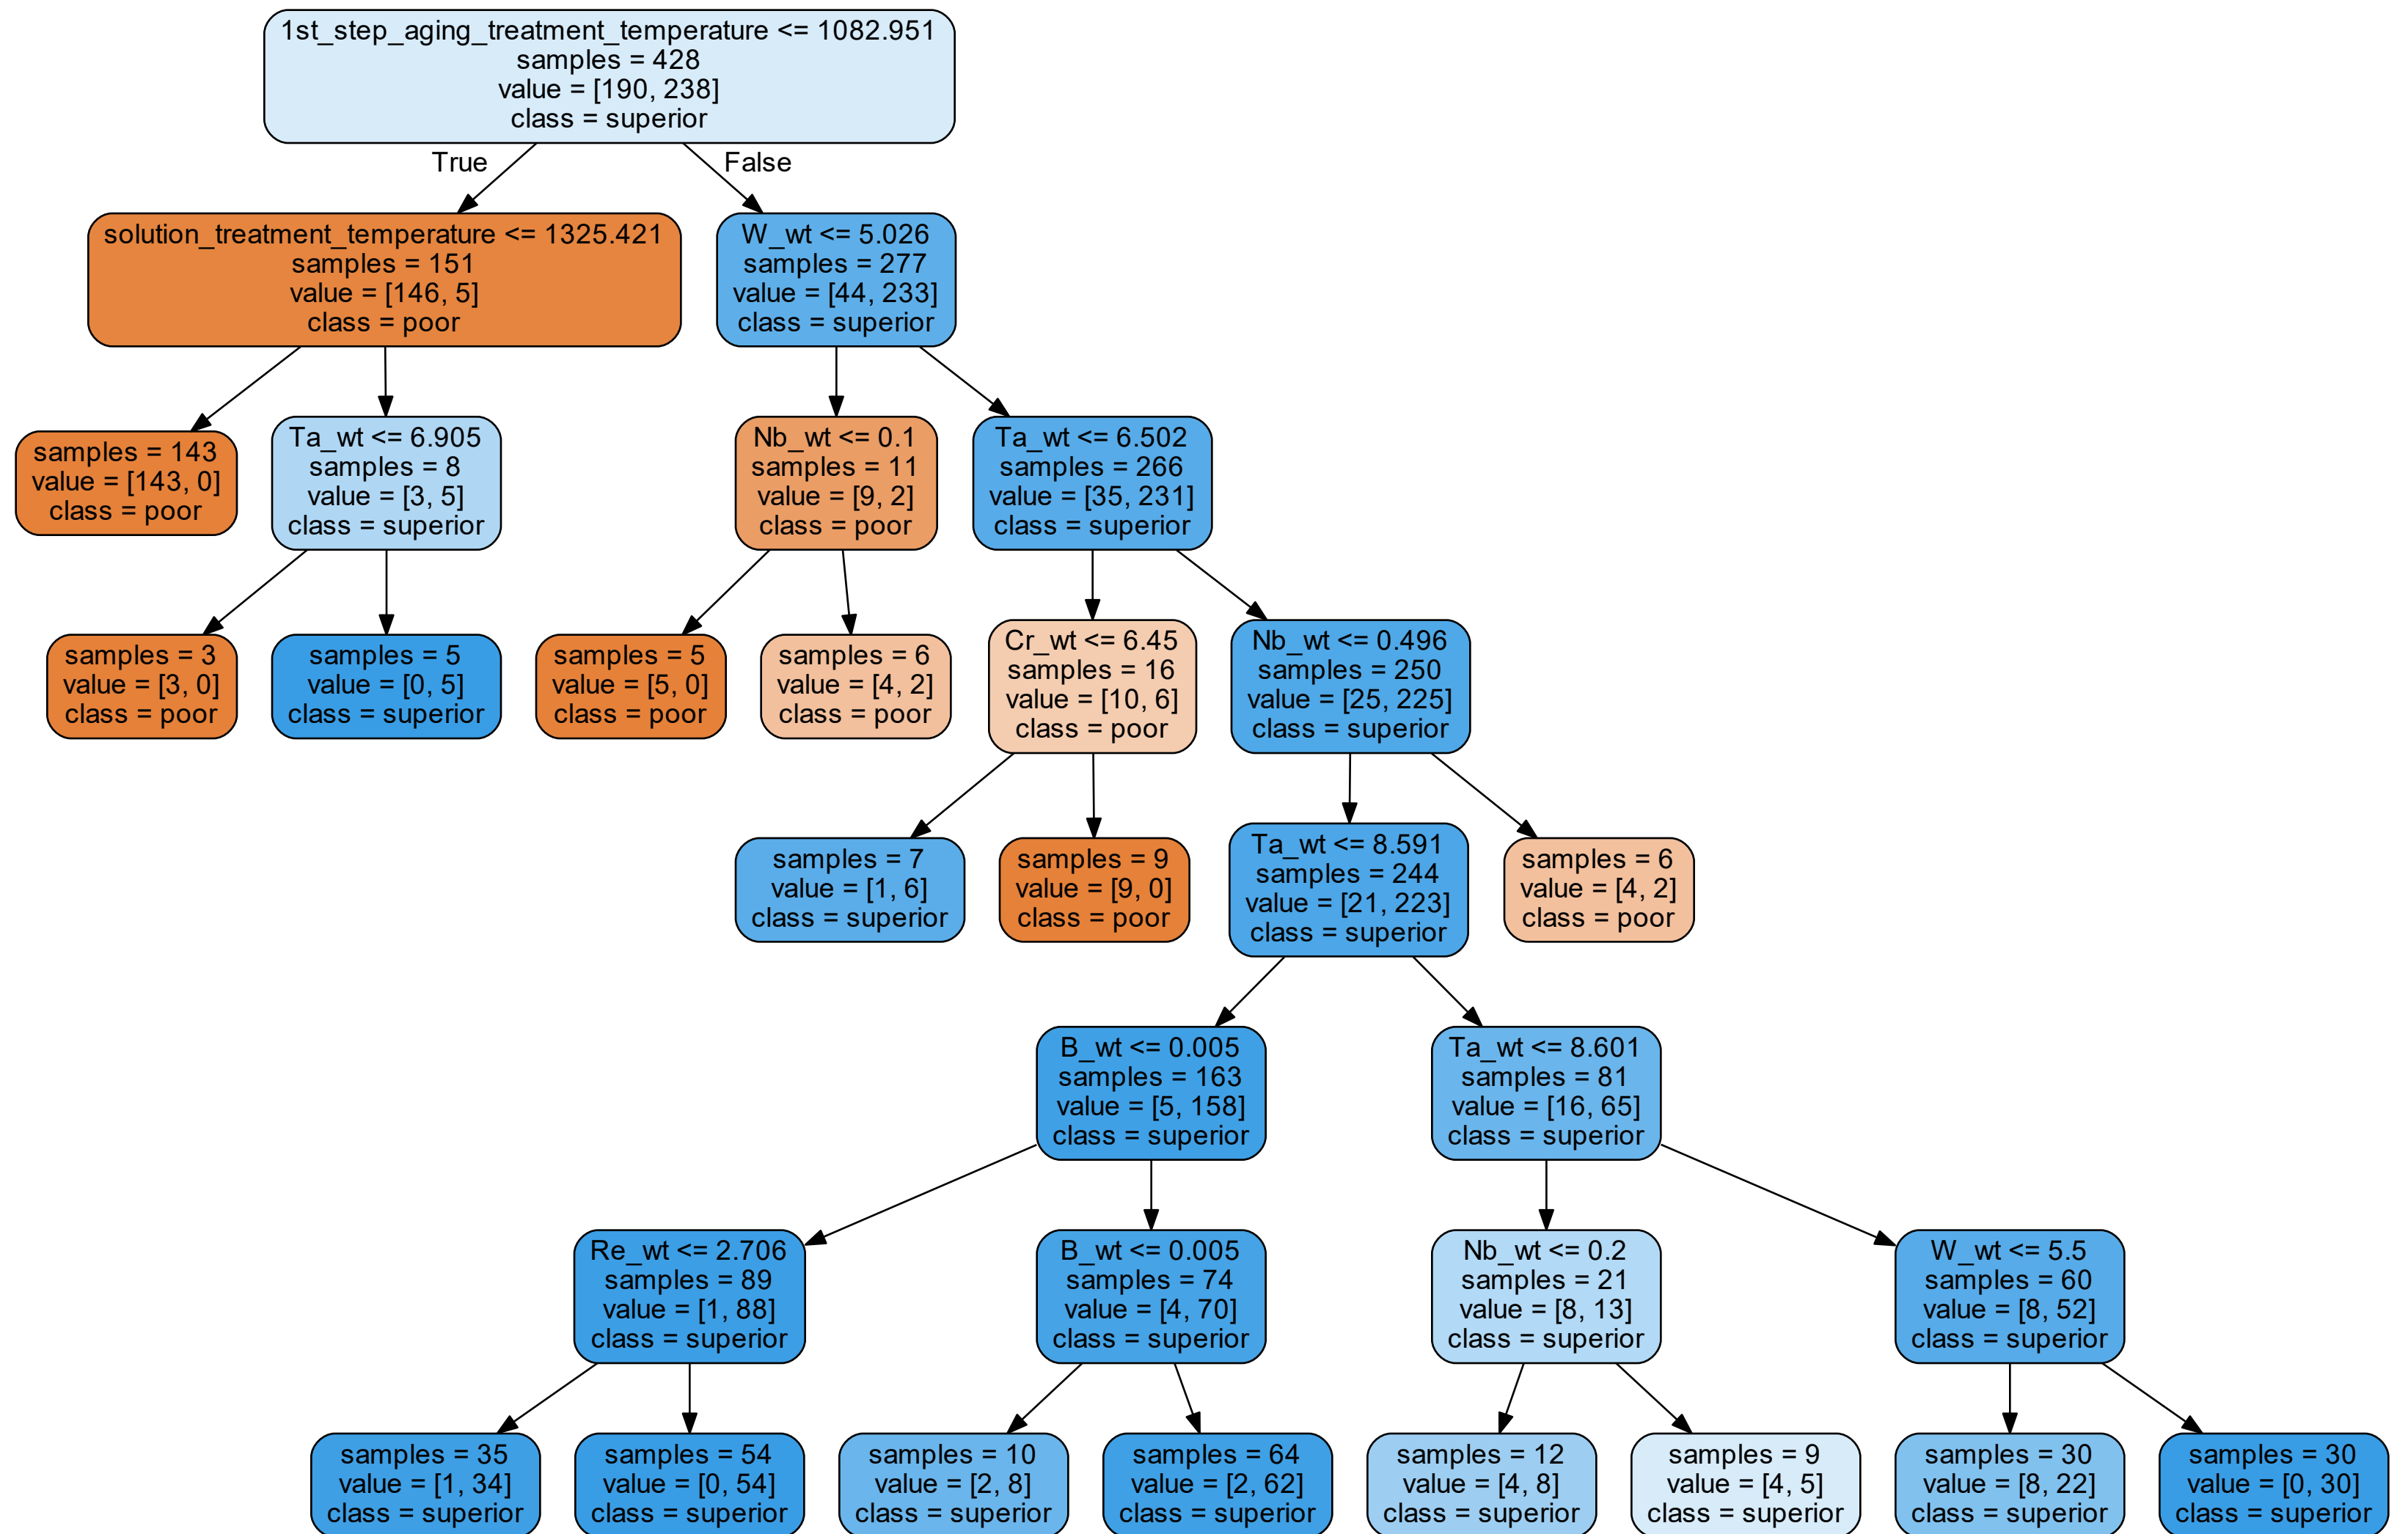 1st_step_aging_treatment_temperature <= 1082.951
samples = 428
value = [190, 238]
class = superior
True
False
solution_treatment_temperature <= 1325.421
samples = 151
value = [146, 5]
class = poor
W_wt <= 5.026
samples = 277
value = [44, 233]
class = superior
samples = 143
value = [143, 0]
class = poor
Ta_wt <= 6.905
samples = 8
value = [3, 5]
class = superior
Nb_wt <= 0.1
samples = 11
value = [9, 2]
class = poor
Ta_wt <= 6.502
samples = 266
value = [35, 231]
class = superior
samples = 3
value = [3, 0]
class = poor
samples = 5
value = [0, 5]
class = superior
samples = 5
value = [5, 0]
class = poor
samples = 6
value = [4, 2]
class = poor
Cr_wt <= 6.45
samples = 16
value = [10, 6]
class = poor
Nb_wt <= 0.496
samples = 250
value = [25, 225]
class = superior
samples = 7
value = [1, 6]
class = superior
samples = 9
value = [9, 0]
class = poor
Ta_wt <= 8.591
samples = 244
value = [21, 223]
class = superior
samples = 6
value = [4, 2]
class = poor
B_wt <= 0.005
samples = 163
value = [5, 158]
class = superior
Ta_wt <= 8.601
samples = 81
value = [16, 65]
class = superior
Re_wt <= 2.706
samples = 89
value = [1, 88]
class = superior
B_wt <= 0.005
samples = 74
value = [4, 70]
class = superior
Nb_wt <= 0.2
samples = 21
value = [8, 13]
class = superior
W_wt <= 5.5
samples = 60
value = [8, 52]
class = superior
samples = 35
value = [1, 34]
class = superior
samples = 54
value = [0, 54]
class = superior
samples = 10
value = [2, 8]
class = superior
samples = 64
value = [2, 62]
class = superior
samples = 12
value = [4, 8]
class = superior
samples = 9
value = [4, 5]
class = superior
samples = 30
value = [8, 22]
class = superior
samples = 30
value = [0, 30]
class = superior